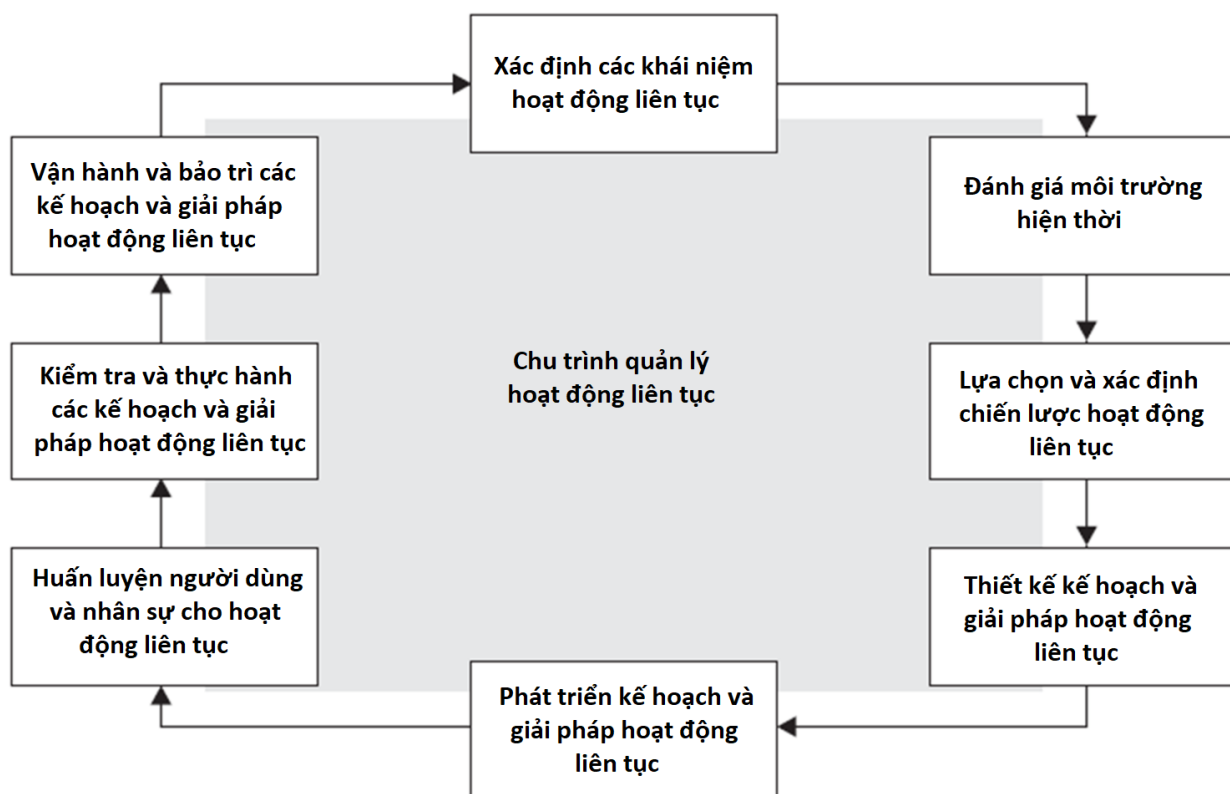 Xác định các khái niệm
hoạt động liên tục
Đánh giá môi trường
hiện thời
Lựa chọn và xác định
chiến lược hoạt động
liên tục
Thiết kế kế hoạch và
giải pháp hoạt động
liên tục
Phát triển kế hoạch và
giải pháp hoạt động
liên tục
Huấn luyện người dùng
và nhân sự cho hoạt
động liên tục
Kiểm tra và thực hành
các kế hoạch và giải
pháp hoạt động liên tục
Vận hành và bảo trì các
kế hoạch và giải pháp
hoạt động liên tục
Chu trình quản lý
hoạt động liên tục